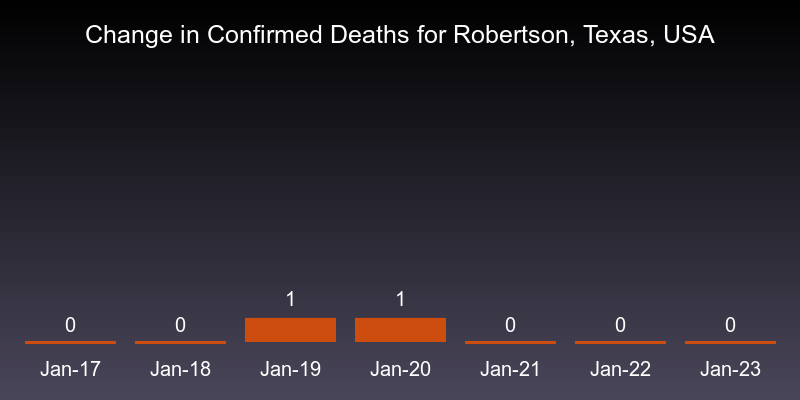 Change in Confirmed Deaths for Robertson, Texas, USA
0 0 1 1 0 0 0
Jan-17 Jan-18 Jan-19 Jan-20 Jan-21 Jan-22 Jan-23